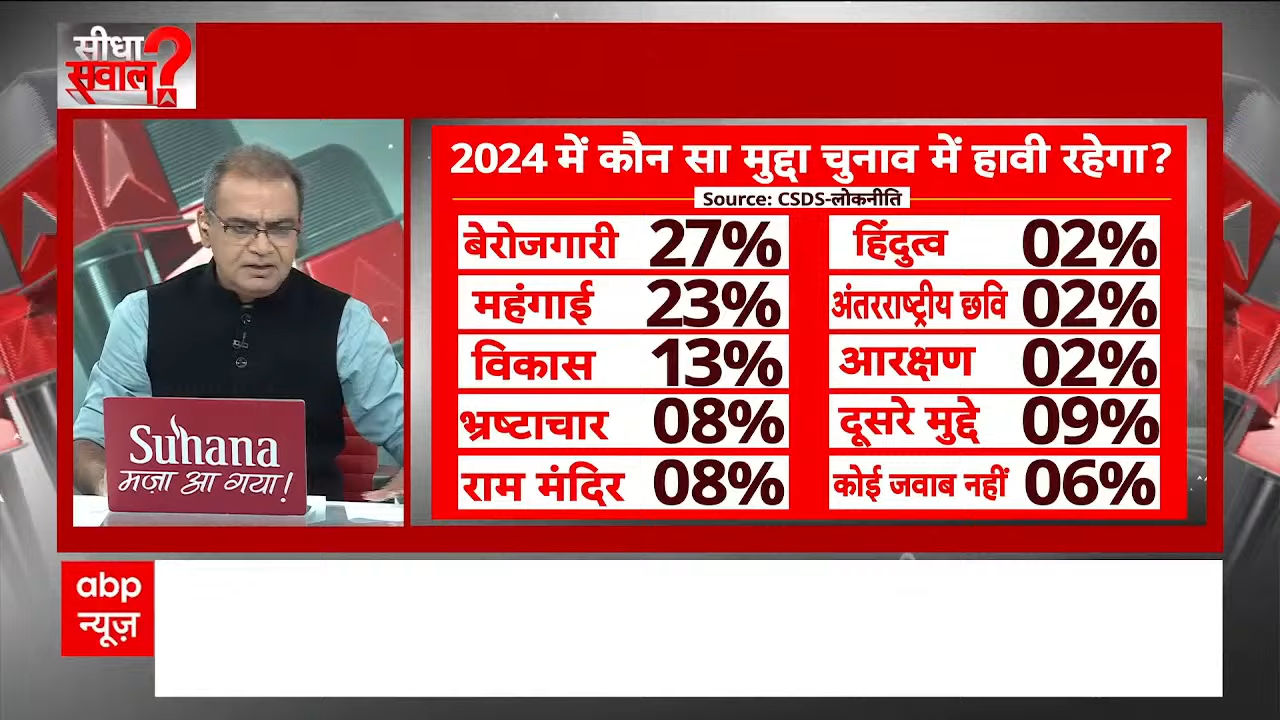 सीधा
सवाल?
2024 में कौन सा मुद्दा चुनाव में हावी रहेगा?
Source: CSDS-लोकनीति
बेरोजगारी 27%
महंगाई 23%
विकास 13%
भ्रष्टाचार 08%
राम मंदिर 08%
हिंदुत्व 02%
अंतरराष्ट्रीय छवि 02%
आरक्षण 02%
दूसरे मुद्दे 09%
कोई जवाब नहीं 06%
Suhana
मज़ा आ गया!
abp
न्यूज़